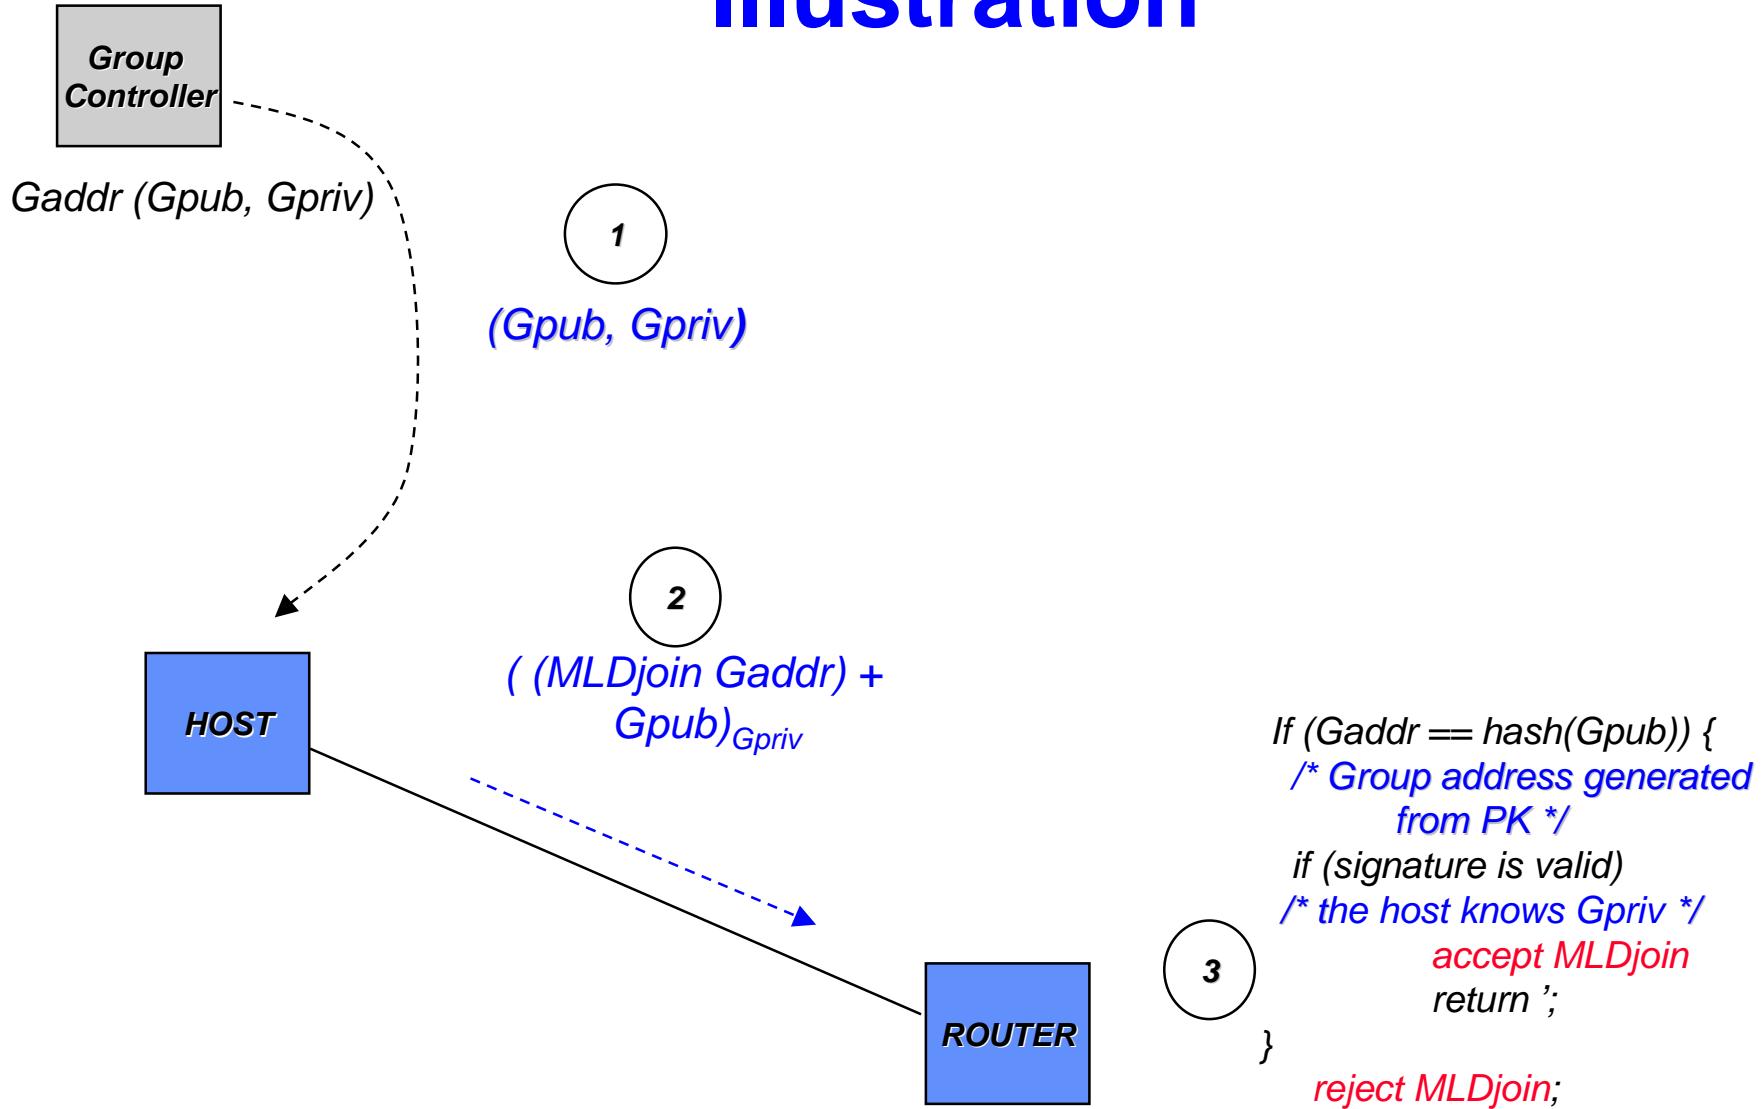 Illustration
Group
Controller
Gaddr (Gpub, Gpriv)
1
(Gpub, Gpriv)
2
( (MLDjoin Gaddr) +
Gpub)Gpriv
HOST
If (Gaddr == hash(Gpub)) {
/* Group address generated
from PK */
if (signature is valid)
/* the host knows Gpriv */
accept MLDjoin
3
return ’;
ROUTER
}
reject MLDjoin;